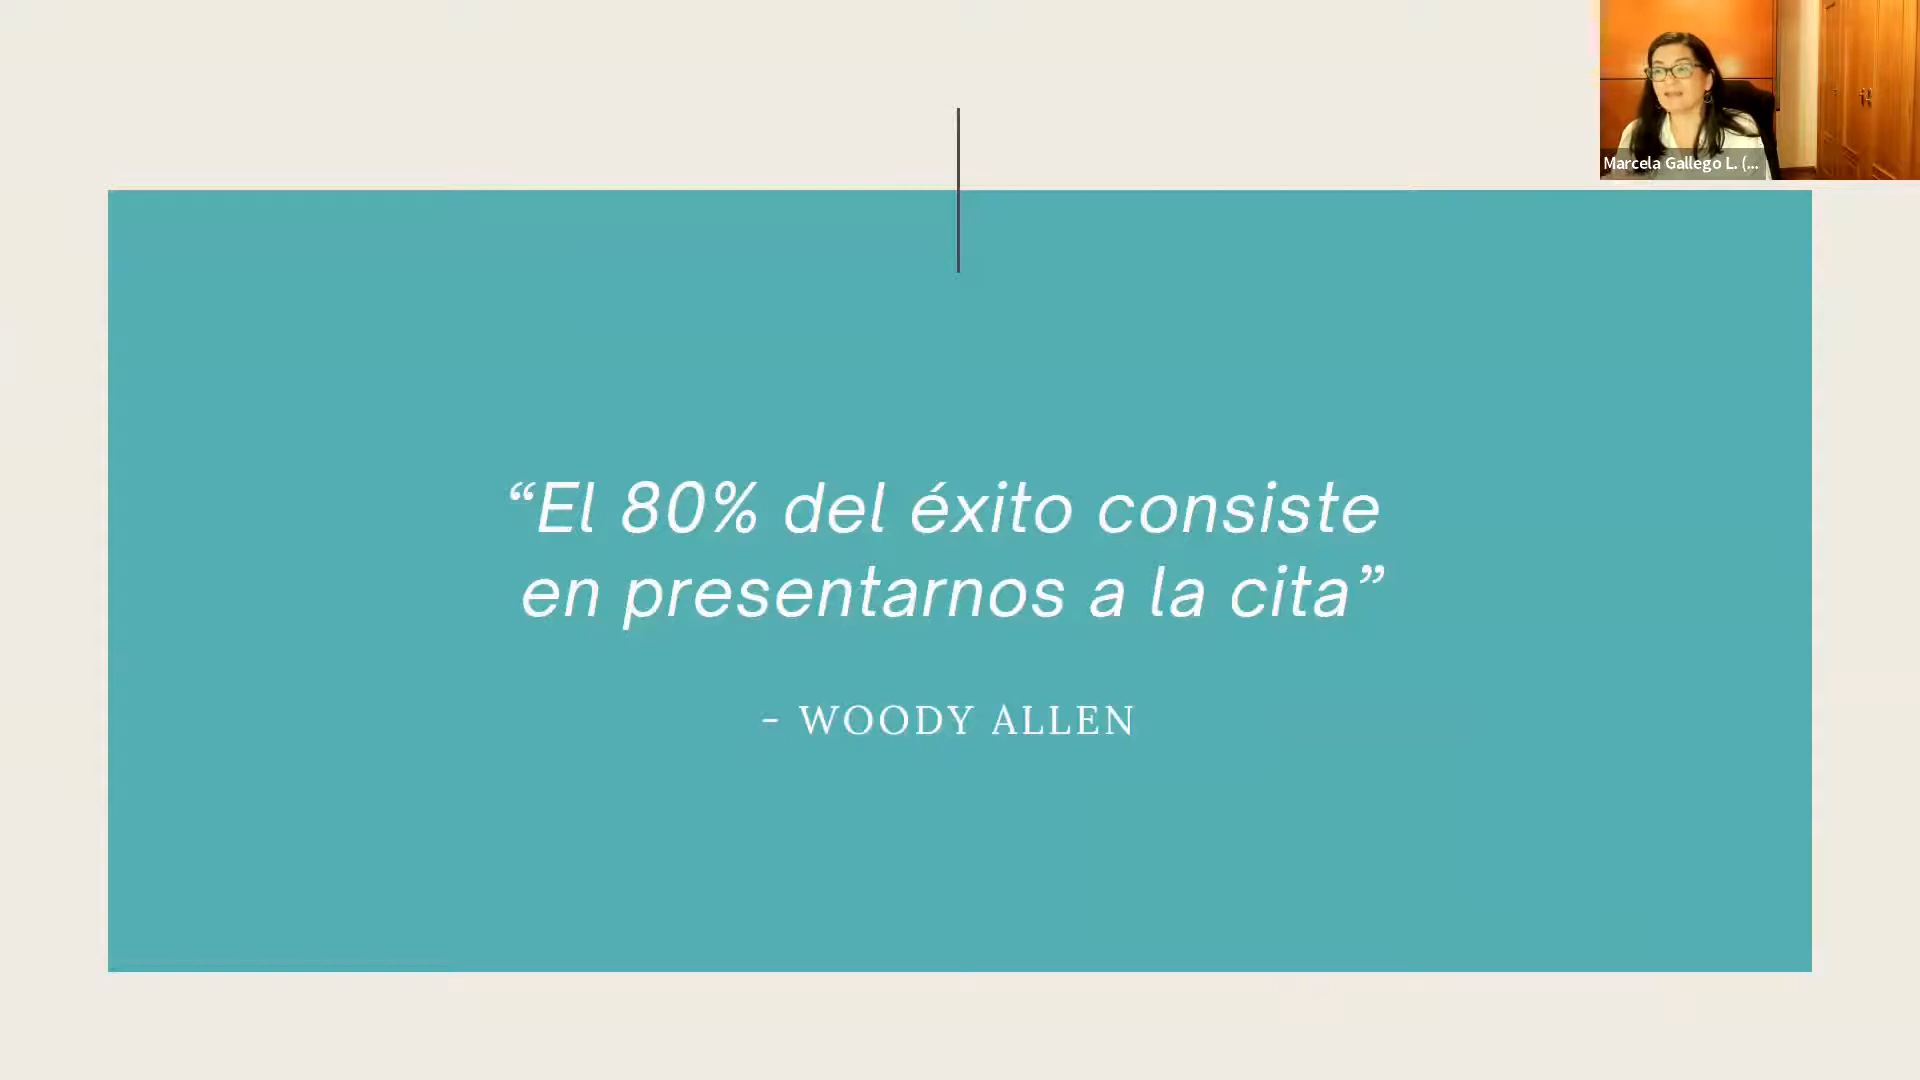 Marcela Gallego L. (...
“El 80% del éxito consiste
en presentarnos a la cita”
- WOODY ALLEN